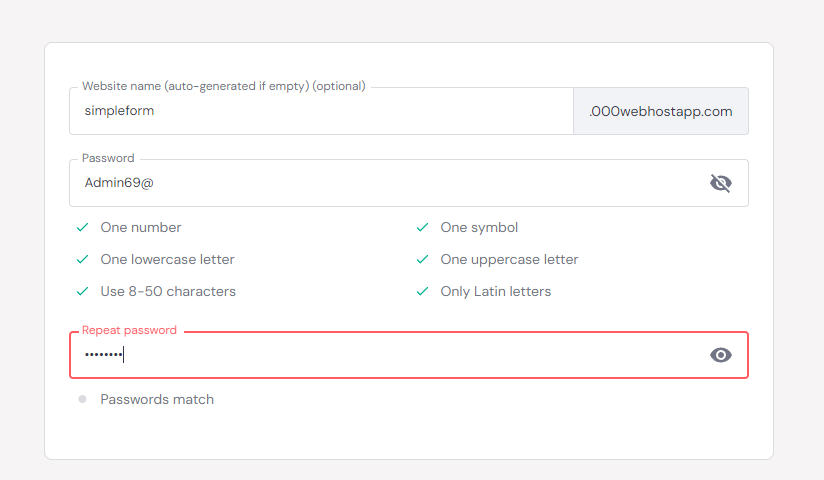 Website name (auto-generated if empty) (optional)
simpleform .000webhostapp.com
Password
Admin69@
One number One symbol
One lowercase letter One uppercase letter
Use 8-50 characters Only Latin letters
Repeat password
••••••••
Passwords match